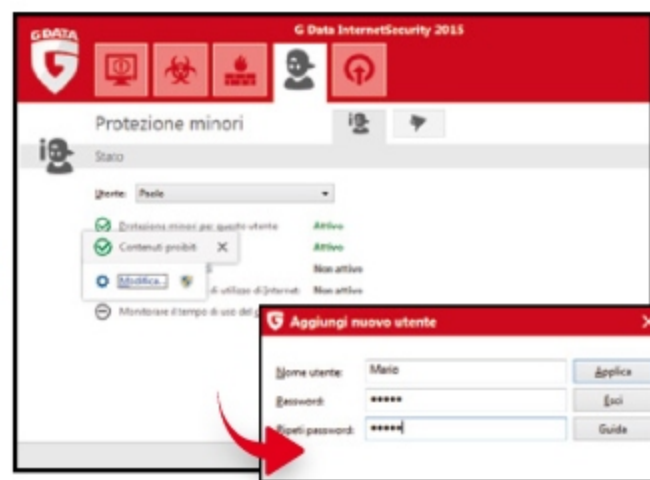 G DATA
G Data InternetSecurity 2015
Protezione minori
Stato
Utente: Paolo
Protezione minori per questo utente Attivo
Contenuti proibiti Attivo
Non attivo
Modifica...
di utilizzo di Internet: Non attivo
Monitorare il tempo di uso del
Aggiungi nuovo utente
Nome utente: Mario Applica
Password: ••••• Esci
Ripeti password: ••••• Guida